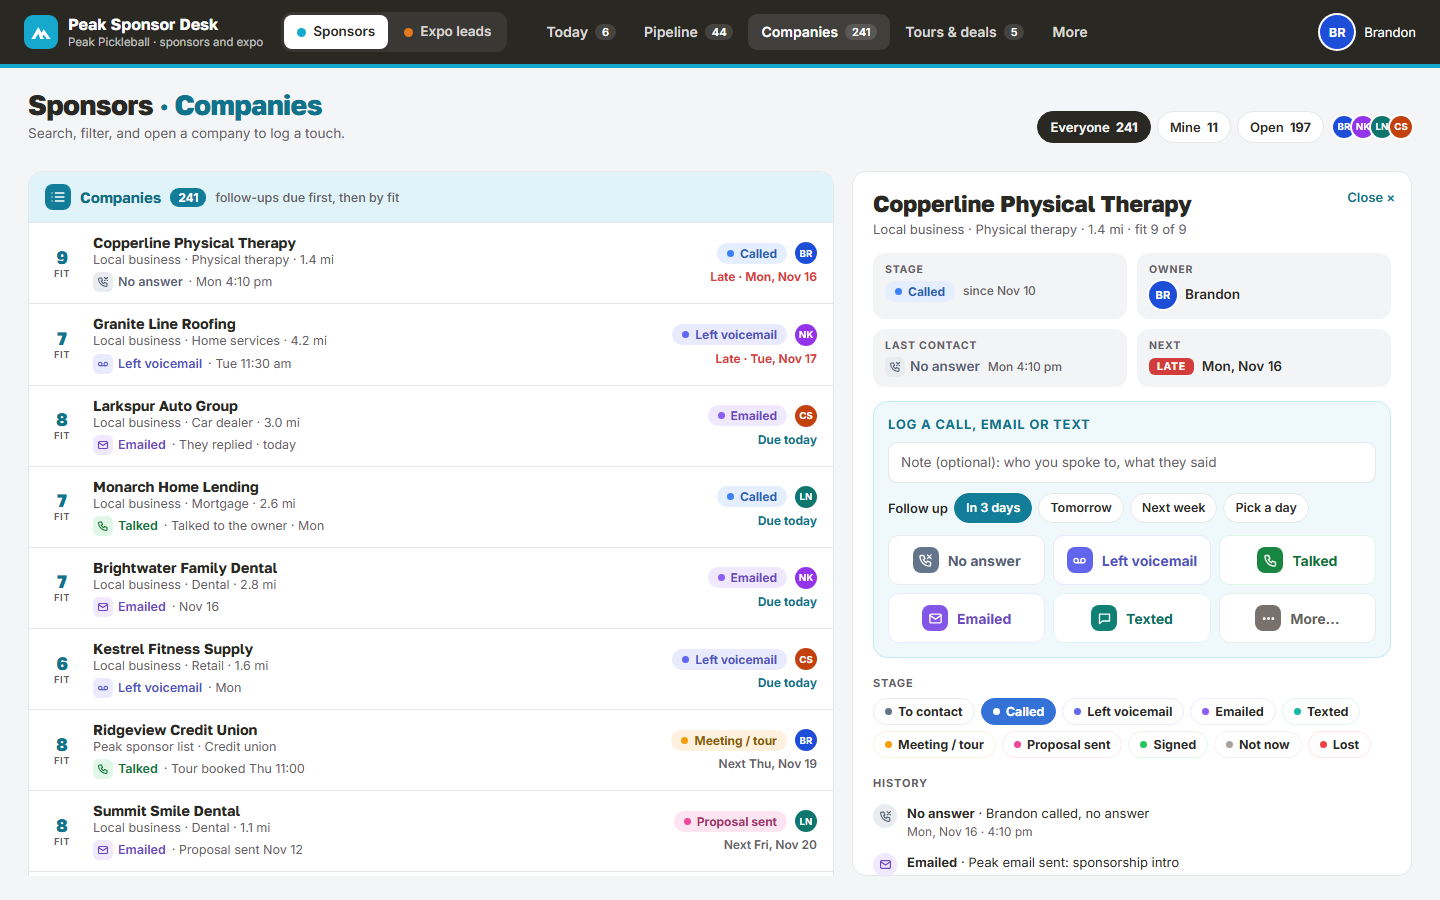 Peak Sponsor Desk
Peak Pickleball · sponsors and expo
Sponsors
Expo leads
Today 6
Pipeline 44
Companies 241
Tours & deals 5
More
BR Brandon
Sponsors · Companies
Search, filter, and open a company to log a touch.
Everyone 241
Mine 11
Open 197
BR NK LN CS
Companies 241 follow-ups due first, then by fit
9 FIT
Copperline Physical Therapy
Local business · Physical therapy · 1.4 mi
No answer · Mon 4:10 pm
Called BR
Late · Mon, Nov 16
7 FIT
Granite Line Roofing
Local business · Home services · 4.2 mi
Left voicemail · Tue 11:30 am
Left voicemail NK
Late · Tue, Nov 17
8 FIT
Larkspur Auto Group
Local business · Car dealer · 3.0 mi
Emailed · They replied · today
Emailed CS
Due today
7 FIT
Monarch Home Lending
Local business · Mortgage · 2.6 mi
Talked · Talked to the owner · Mon
Called LN
Due today
7 FIT
Brightwater Family Dental
Local business · Dental · 2.8 mi
Emailed · Nov 16
Emailed NK
Due today
6 FIT
Kestrel Fitness Supply
Local business · Retail · 1.6 mi
Left voicemail · Mon
Left voicemail CS
Due today
8 FIT
Ridgeview Credit Union
Peak sponsor list · Credit union
Talked · Tour booked Thu 11:00
Meeting / tour BR
Next Thu, Nov 19
8 FIT
Summit Smile Dental
Local business · Dental · 1.1 mi
Emailed · Proposal sent Nov 12
Proposal sent LN
Next Fri, Nov 20
Copperline Physical Therapy
Close ×
Local business · Physical therapy · 1.4 mi · fit 9 of 9
STAGE
Called since Nov 10
OWNER
BR Brandon
LAST CONTACT
No answer Mon 4:10 pm
NEXT
LATE Mon, Nov 16
LOG A CALL, EMAIL OR TEXT
Note (optional): who you spoke to, what they said
Follow up In 3 days Tomorrow Next week Pick a day
No answer
Left voicemail
Talked
Emailed
Texted
More...
STAGE
To contact Called Left voicemail Emailed Texted
Meeting / tour Proposal sent Signed Not now Lost
HISTORY
No answer · Brandon called, no answer
Mon, Nov 16 · 4:10 pm
Emailed · Peak email sent: sponsorship intro